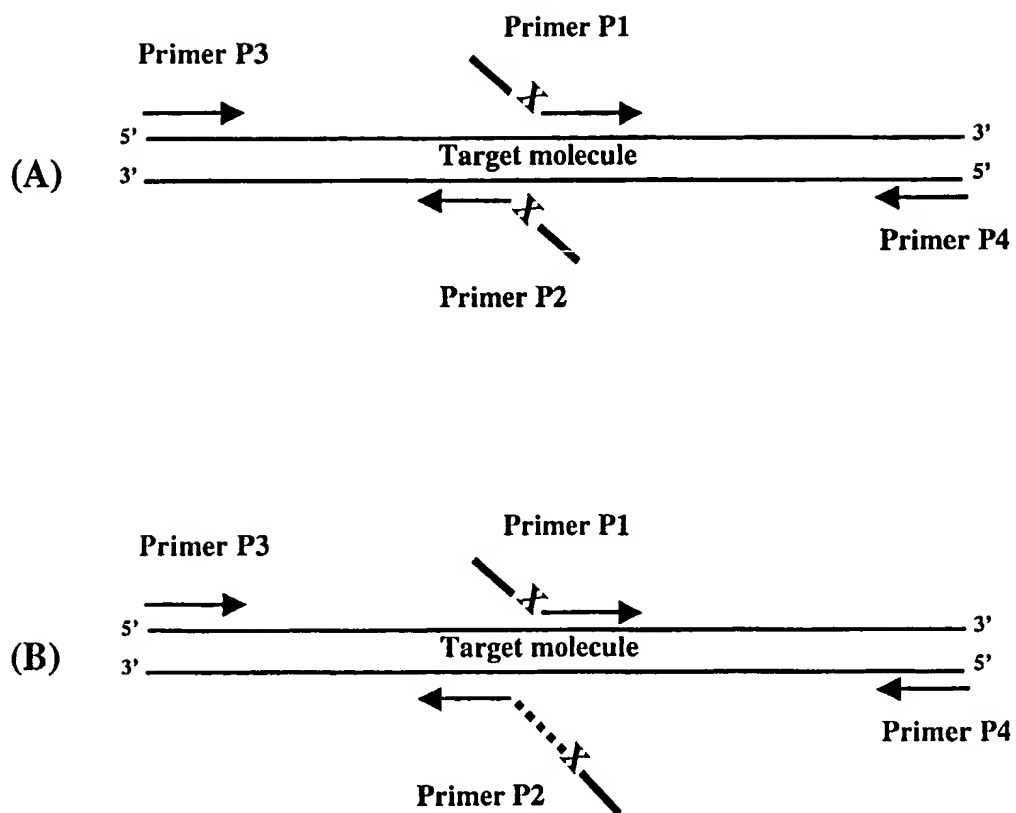 Primer P1
Primer P3
X
5' 3'
(A)
Target molecule
3' 5'
X
Primer P4
Primer P2
Primer P1
Primer P3
X
5' 3'
(B)
Target molecule
3' 5'
X
Primer P4
Primer P2